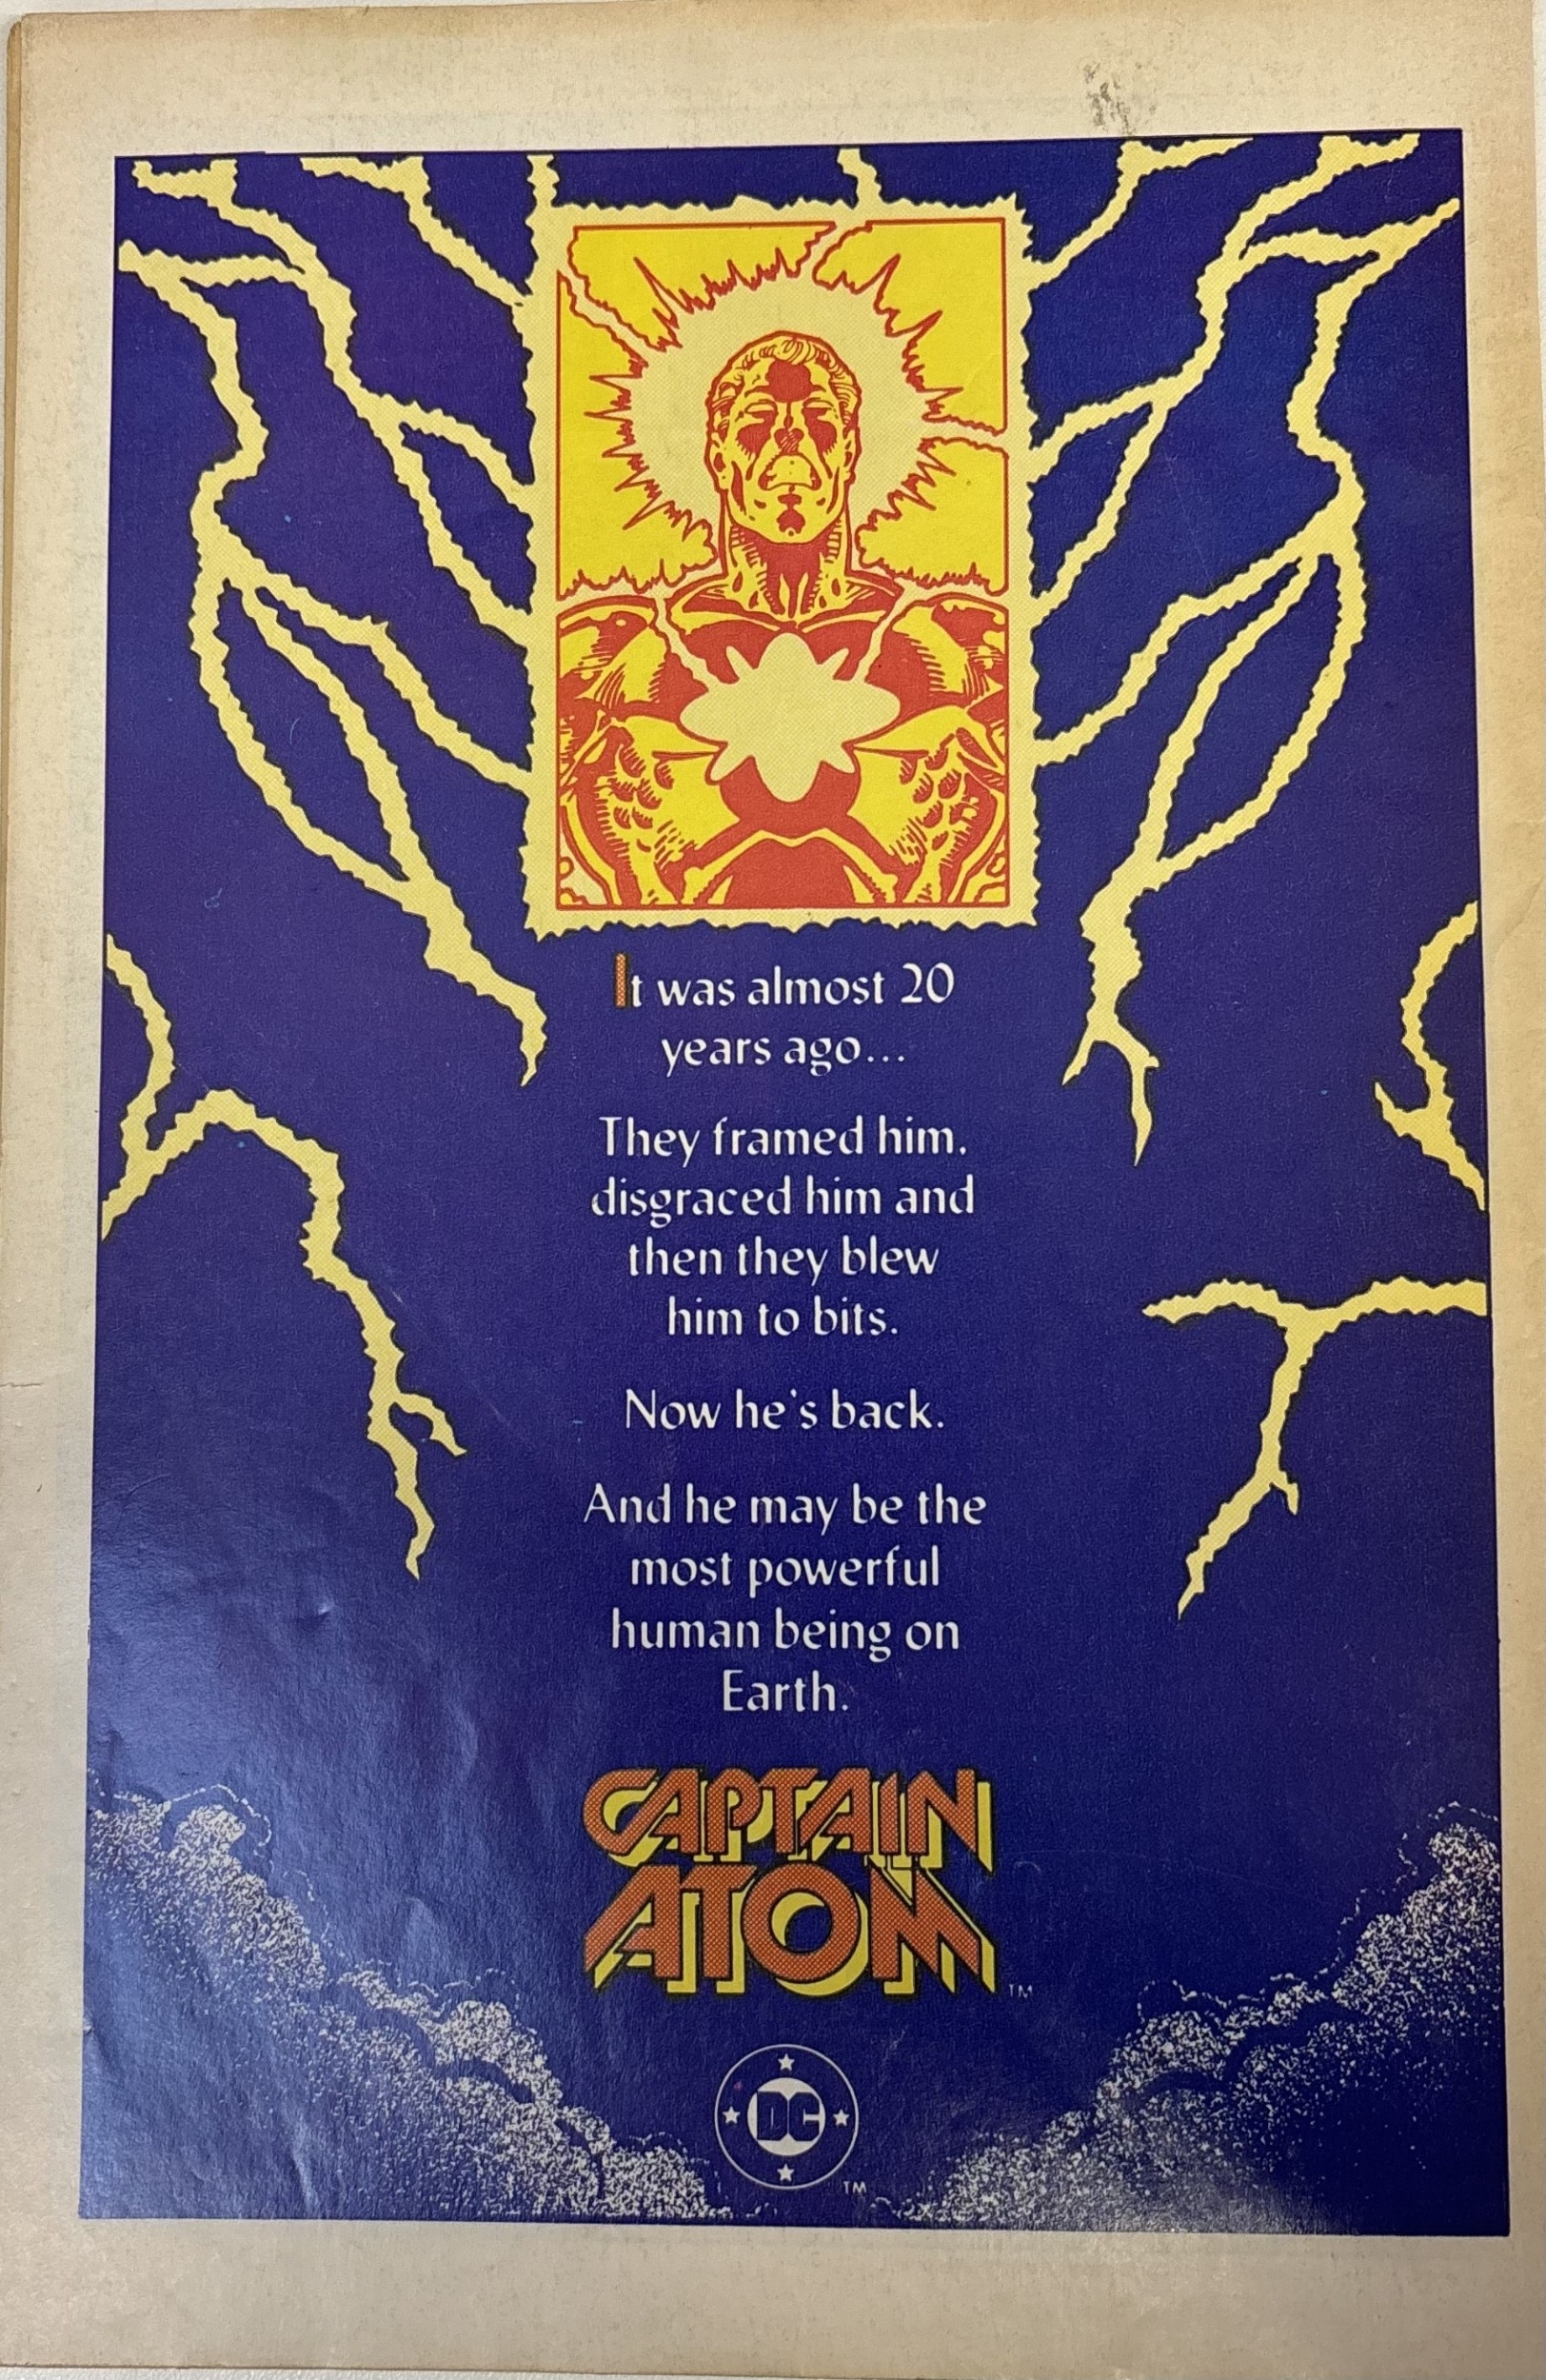 It was almost 20
years ago...
They framed him,
disgraced him and
then they blew
him to bits.
Now he's back.
And he may be the
most powerful
human being on
Earth.
CAPTAIN
ATOM
TM
DC
TM